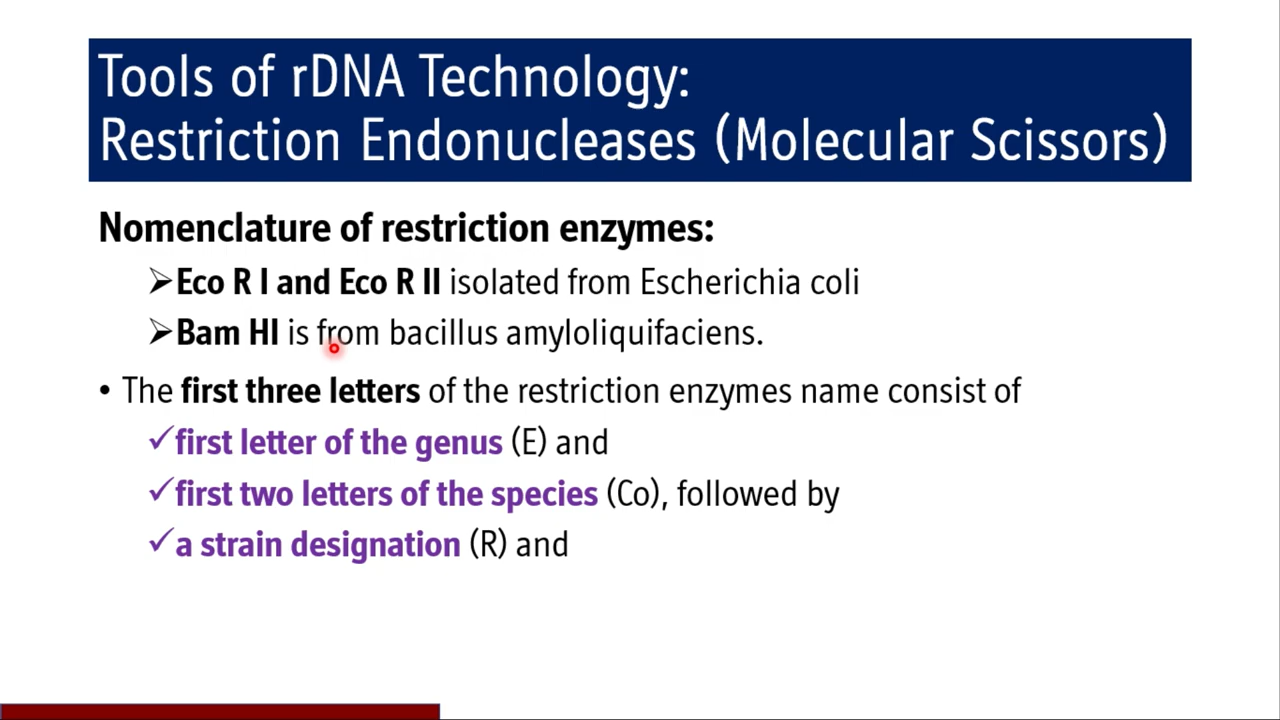 Tools of rDNA Technology:
Restriction Endonucleases (Molecular Scissors)
Nomenclature of restriction enzymes:
➢Eco R I and Eco R II isolated from Escherichia coli
➢Bam HI is from bacillus amyloliquifaciens.
• The first three letters of the restriction enzymes name consist of
✓first letter of the genus (E) and
✓first two letters of the species (Co), followed by
✓a strain designation (R) and